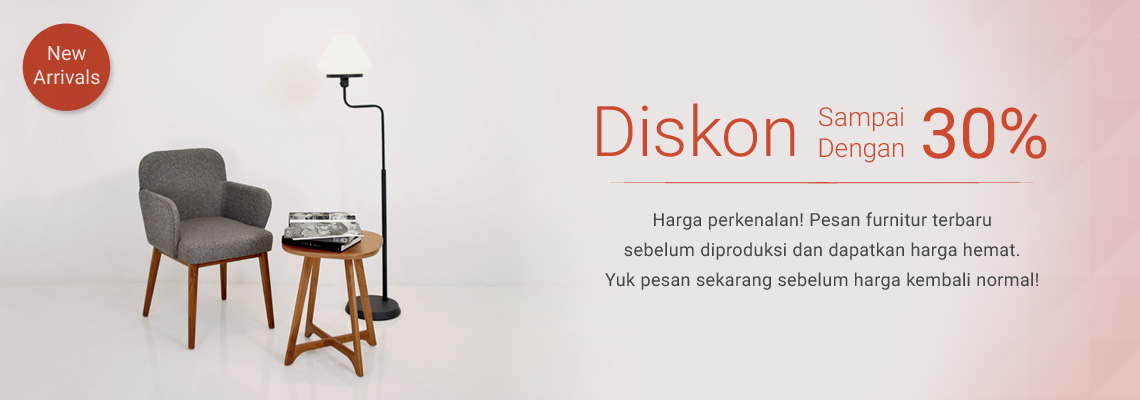 New
Arrivals
Diskon Sampai Dengan 30%
Harga perkenalan! Pesan furnitur terbaru
sebelum diproduksi dan dapatkan harga hemat.
Yuk pesan sekarang sebelum harga kembali normal!